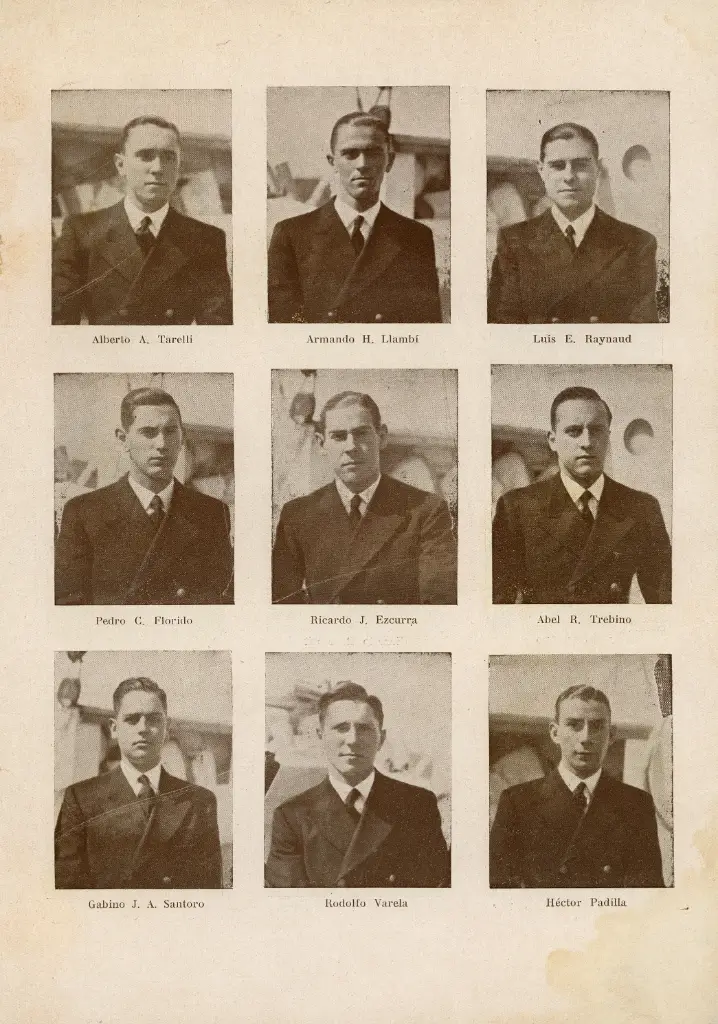 Alberto A. Tarelli
Armando H. Llambí
Luis E. Raynaud
Pedro C. Florido
Ricardo J. Ezcurra
Abel R. Trebino
Gabino J. A. Santoro
Rodolfo Varela
Héctor Padilla